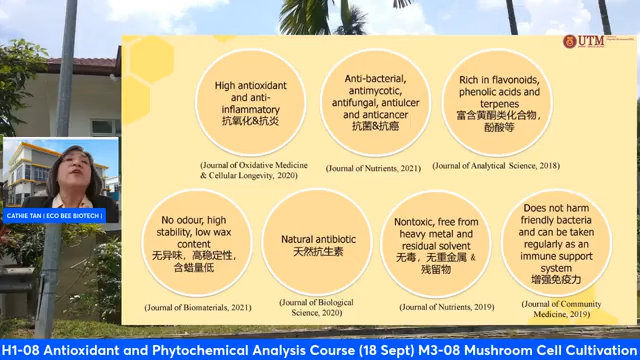 UTM
High antioxidant
and anti-
inflammatory
抗氧化&抗炎
(Journal of Oxidative Medicine
& Cellular Longevity, 2020)
Anti-bacterial,
antimycotic,
antifungal, antiulcer
and anticancer
抗菌&抗癌
(Journal of Nutrients, 2021)
Rich in flavonoids,
phenolic acids and
terpenes
富含黄酮类化合物，
酚酸等
(Journal of Analytical Science, 2018)
No odour, high
stability, low wax
content
无异味，高稳定性，
含蜡量低
(Journal of Biomaterials, 2021)
Natural antibiotic
天然抗生素
(Journal of Biological
Science, 2020)
Nontoxic, free from
heavy metal and
residual solvent
无毒，无重金属 &
残留物
(Journal of Nutrients, 2019)
Does not harm
friendly bacteria
and can be taken
regularly as an
immune support
system
增强免疫力
(Journal of Community
Medicine, 2019)
CATHIE TAN | ECO BEE BIOTECH |
H1-08 Antioxidant and Phytochemical Analysis Course (18 Sept) M3-08 Mushroom Cell Cultivation